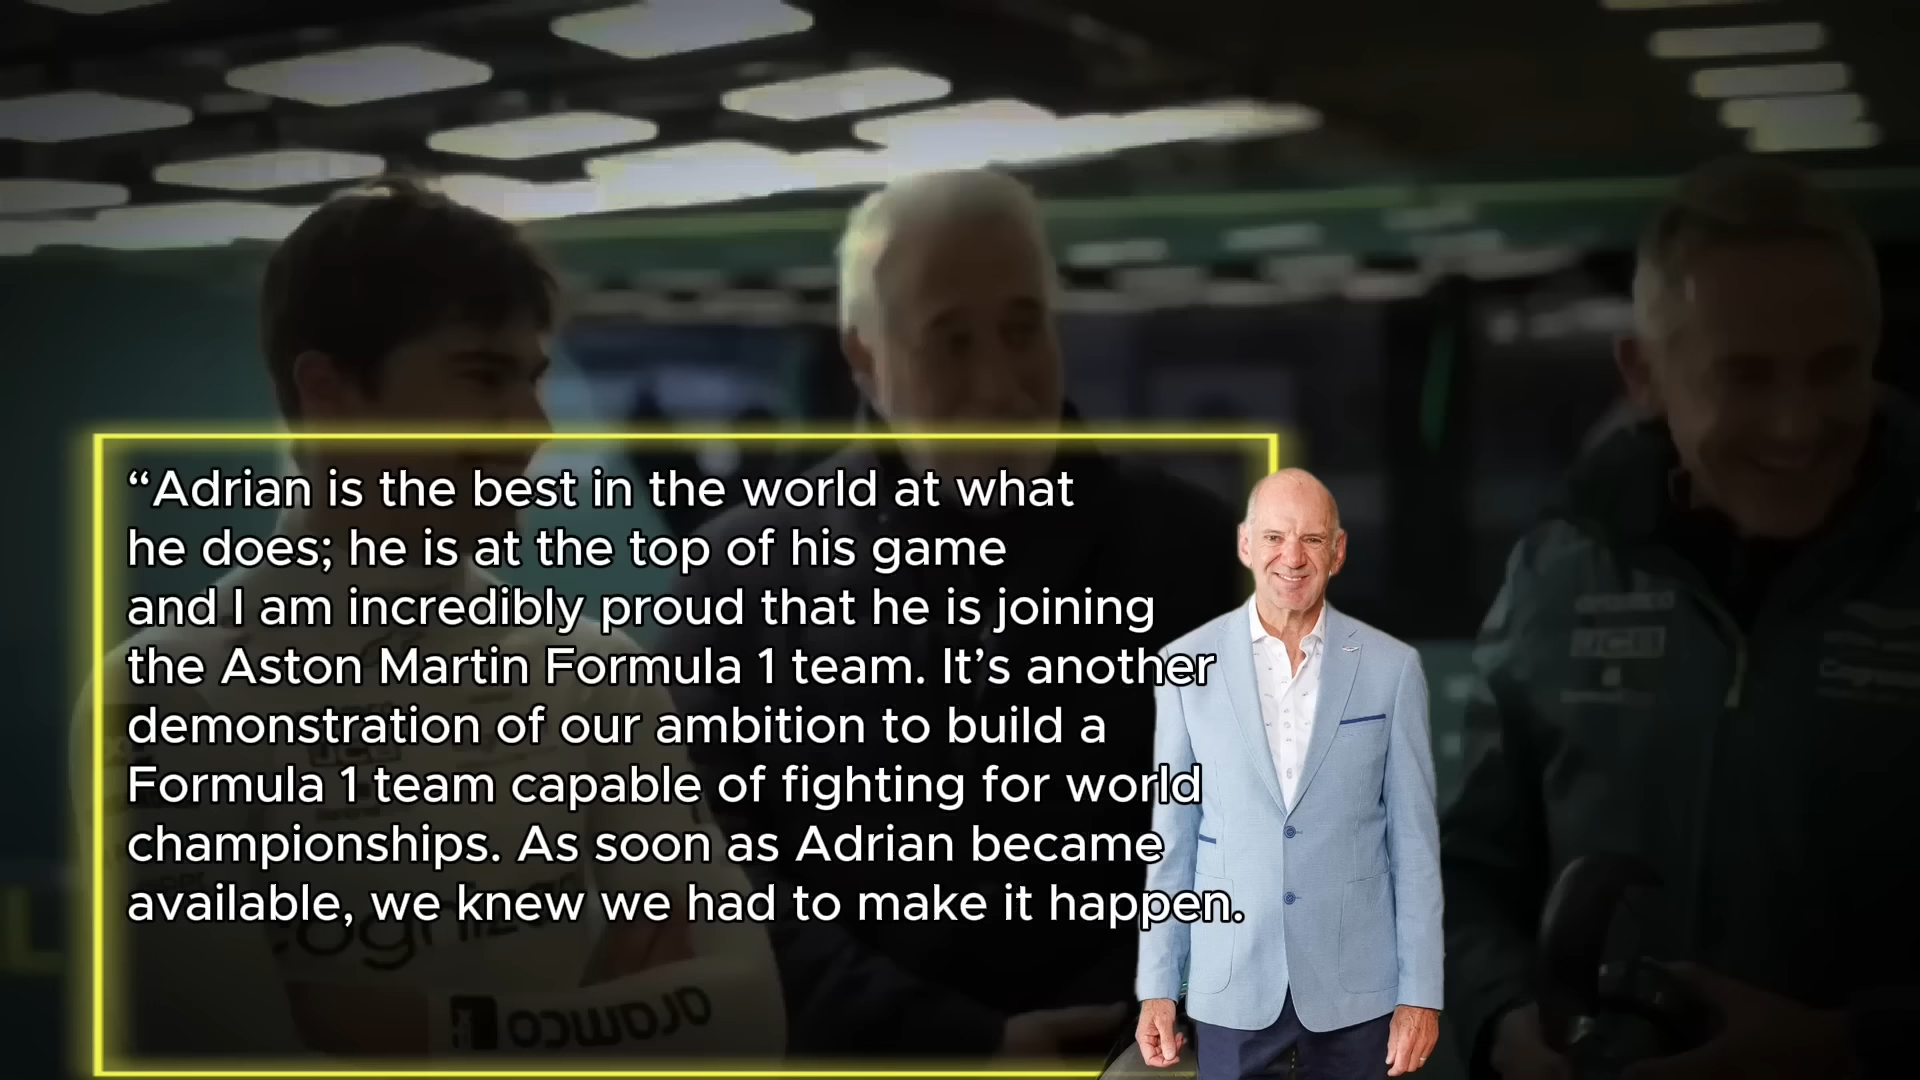 “Adrian is the best in the world at what
he does; he is at the top of his game
and I am incredibly proud that he is joining
the Aston Martin Formula 1 team. It’s another
demonstration of our ambition to build a
Formula 1 team capable of fighting for world
championships. As soon as Adrian became
available, we knew we had to make it happen.
cognizant
aramco
JCB